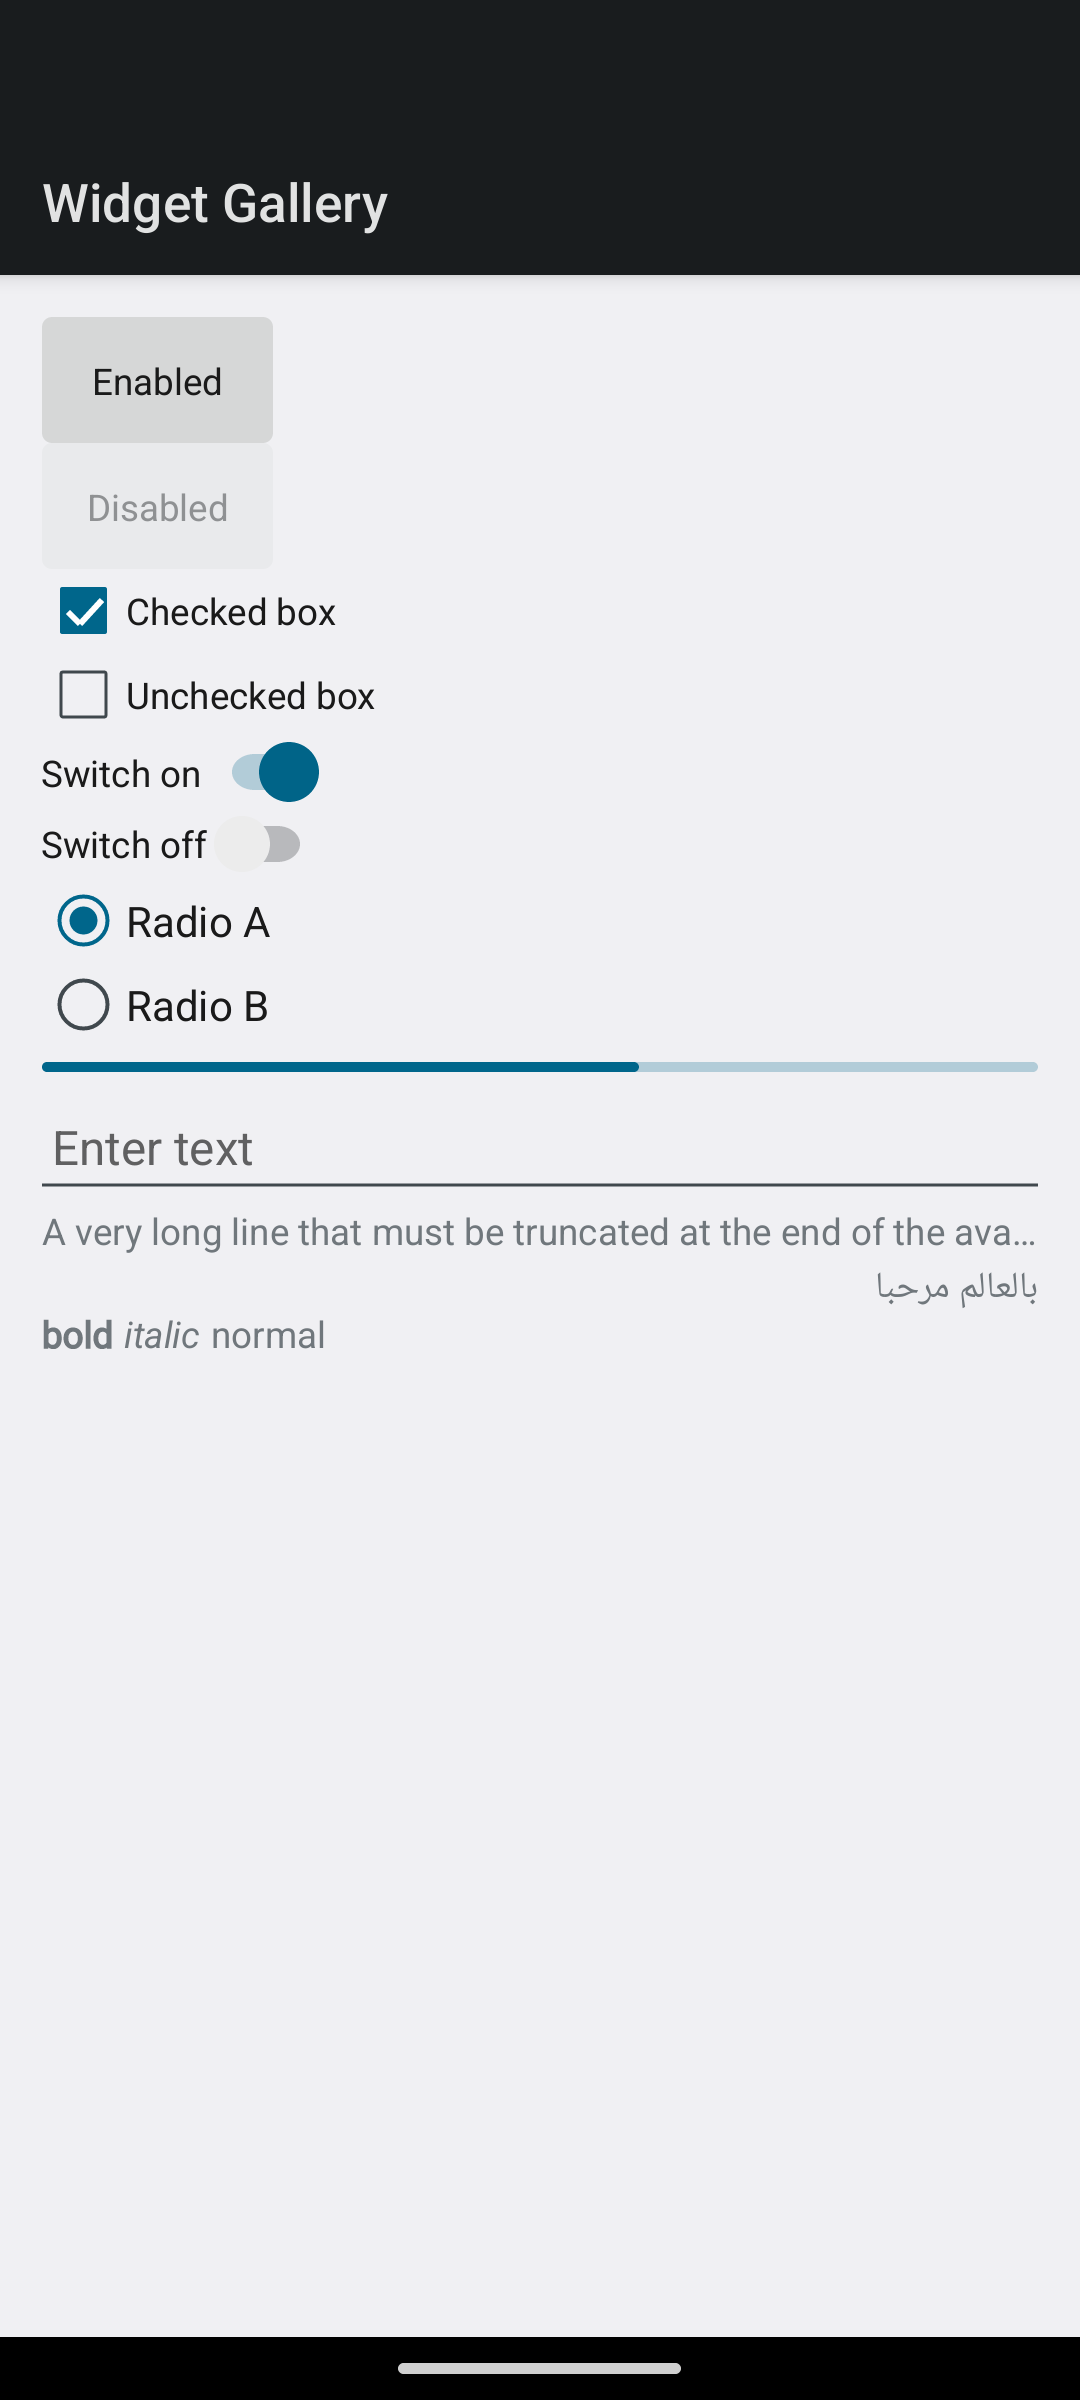 Widget Gallery
Enabled
Disabled
Checked box
Unchecked box
Switch on
Switch off
Radio A
Radio B
Enter text
A very long line that must be truncated at the end of the ava…
بالعالم مرحبا
bold italic normal